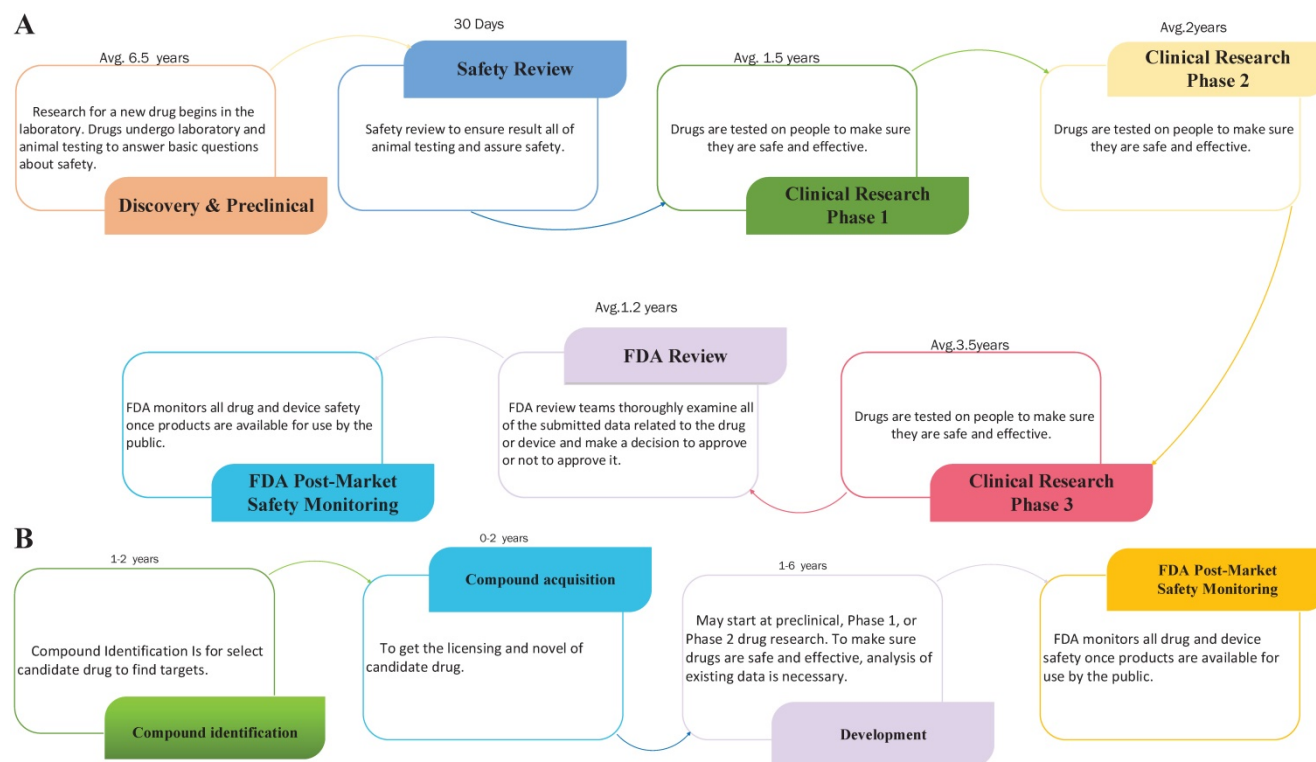 A
Avg. 6.5 years
Research for a new drug begins in the
laboratory. Drugs undergo laboratory and
animal testing to answer basic questions
about safety.
Discovery & Preclinical
30 Days
Safety Review
Safety review to ensure result all of
animal testing and assure safety.
Avg. 1.5 years
Drugs are tested on people to make sure
they are safe and effective.
Clinical Research
Phase 1
Avg.2years
Clinical Research
Phase 2
Drugs are tested on people to make sure
they are safe and effective.
Avg.3.5years
Drugs are tested on people to make sure
they are safe and effective.
Clinical Research
Phase 3
Avg.1.2 years
FDA Review
FDA review teams thoroughly examine all
of the submitted data related to the drug
or device and make a decision to approve
or not to approve it.
FDA monitors all drug and device safety
once products are available for use by the
public.
FDA Post-Market
Safety Monitoring
B
1-2 years
Compound Identification Is for select
candidate drug to find targets.
Compound identification
0-2 years
Compound acquisition
To get the licensing and novel of
candidate drug.
1-6 years
May start at preclinical, Phase 1, or
Phase 2 drug research. To make sure
drugs are safe and effective, analysis of
existing data is necessary.
Development
FDA Post-Market
Safety Monitoring
FDA monitors all drug and device
safety once products are available for
use by the public.